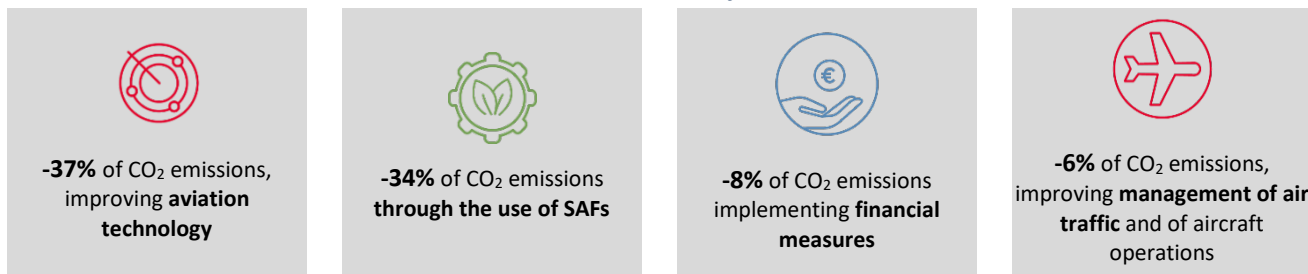 -37% of CO₂ emissions,
improving aviation
technology
-34% of CO₂ emissions
through the use of SAFs
€
-8% of CO₂ emissions
implementing financial
measures
-6% of CO₂ emissions,
improving management of air
traffic and of aircraft
operations